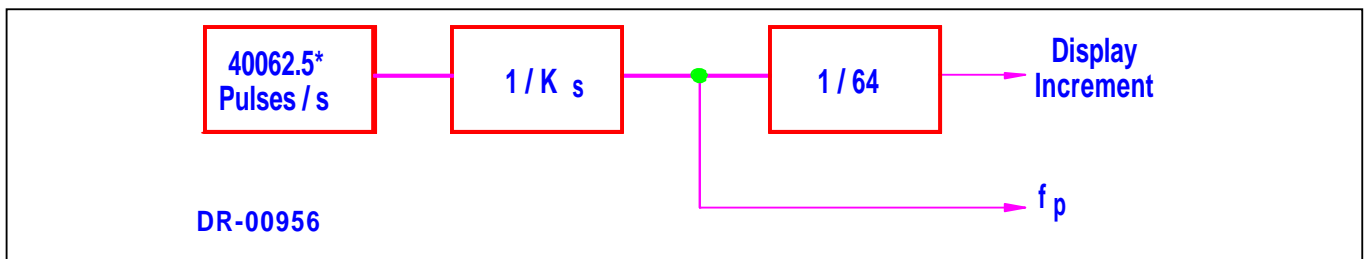 40062.5*
Pulses / s
1 / K s
1 / 64
Display
Increment
f p
DR-00956